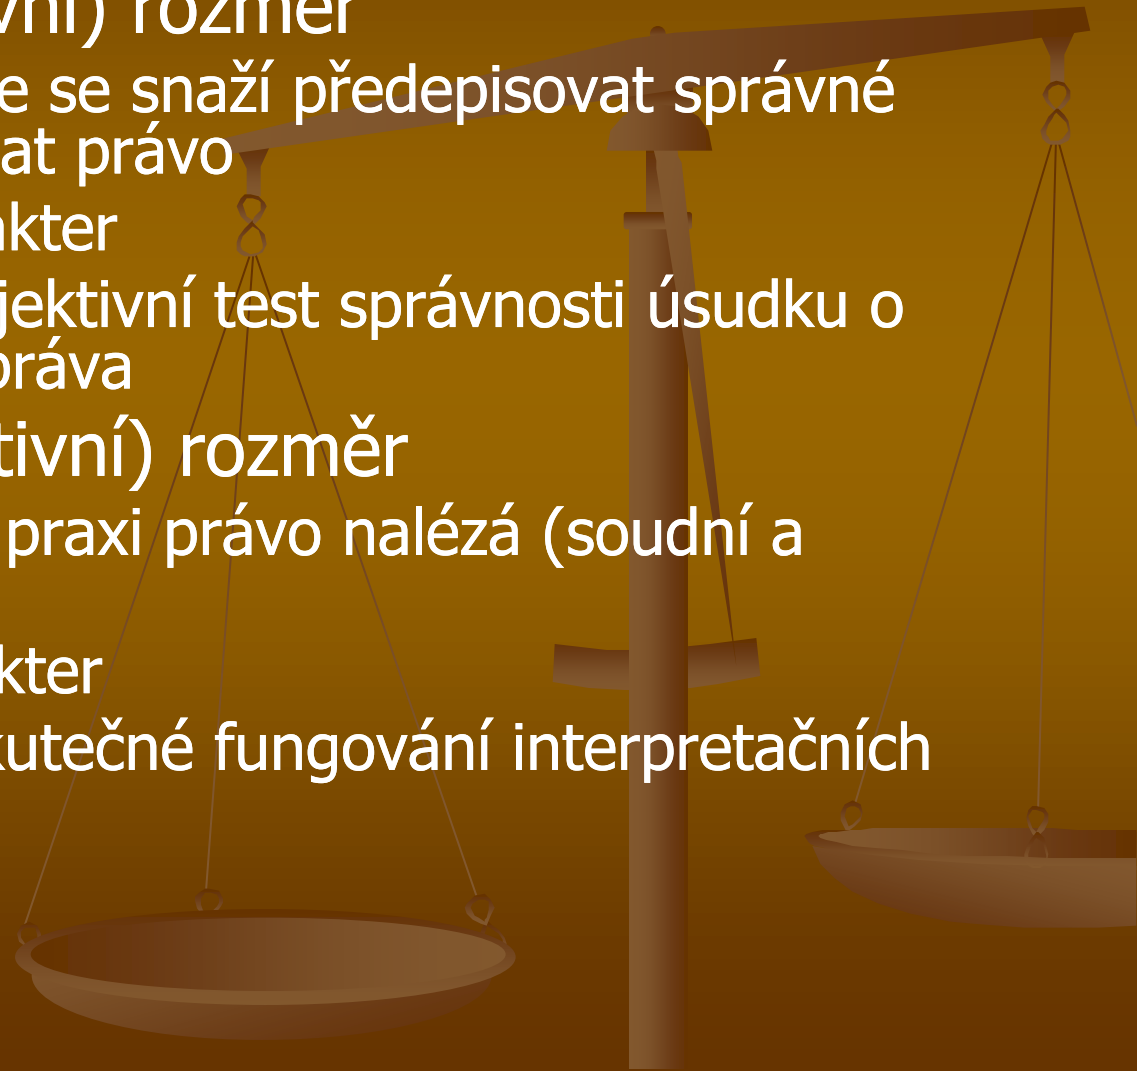 vní) rozměr
e se snaží předepisovat správné
at právo
akter
jektivní test správnosti úsudku o
práva
tivní) rozměr
praxi právo nalézá (soudní a
kter
kutečné fungování interpretačních